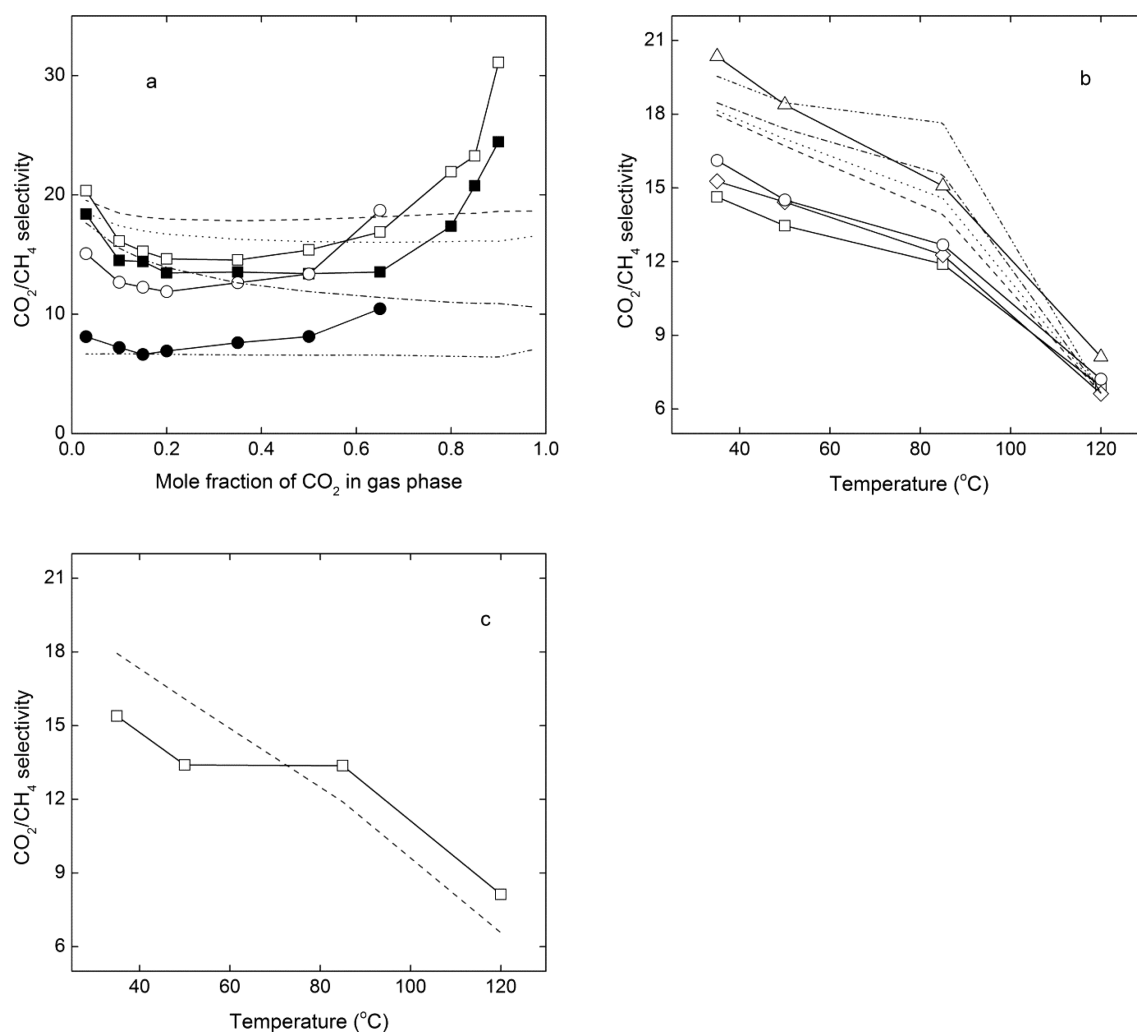 a
30
20
10
0
CO₂/CH₄ selectivity
0.0 0.2 0.4 0.6 0.8 1.0
Mole fraction of CO₂ in gas phase
b
21
18
15
12
9
6
CO₂/CH₄ selectivity
40 60 80 100 120
Temperature (°C)
c
21
18
15
12
9
6
CO₂/CH₄ selectivity
40 60 80 100 120
Temperature (°C)